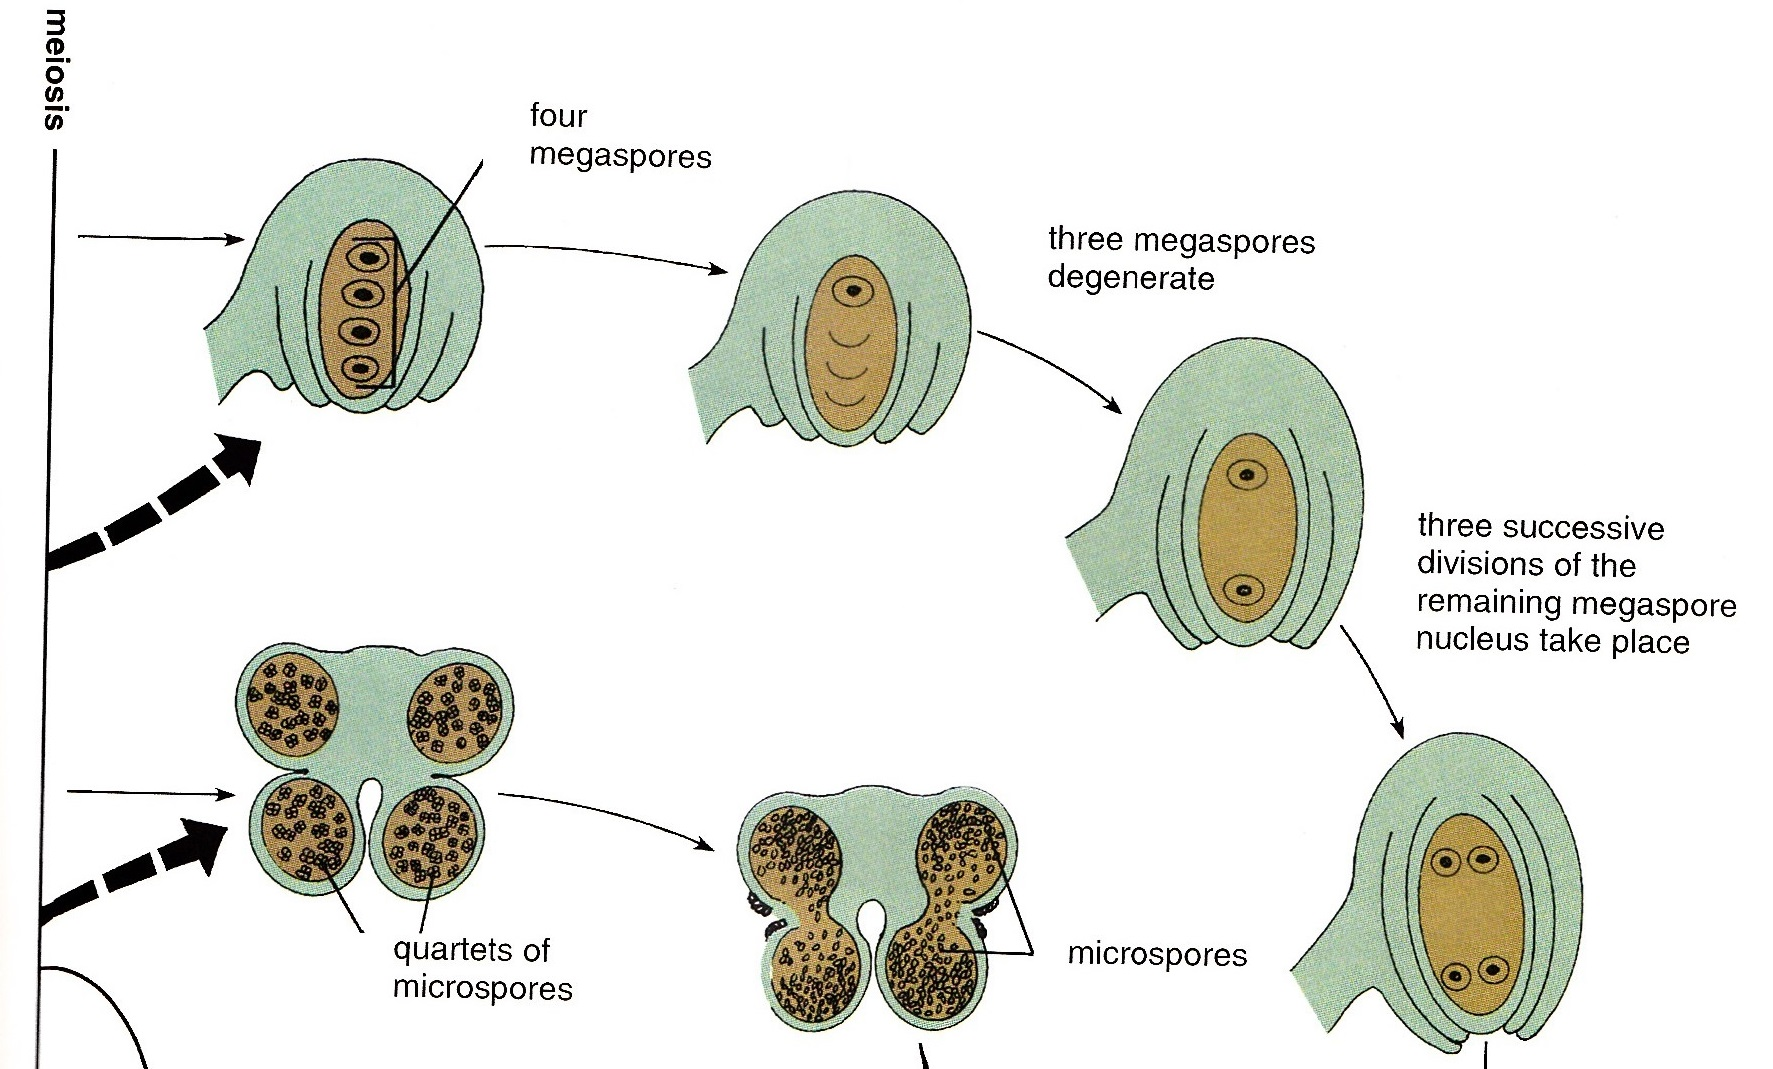 meiosis
four
megaspores
three megaspores
degenerate
three successive
divisions of the
remaining megaspore
nucleus take place
quartets of
microspores
microspores